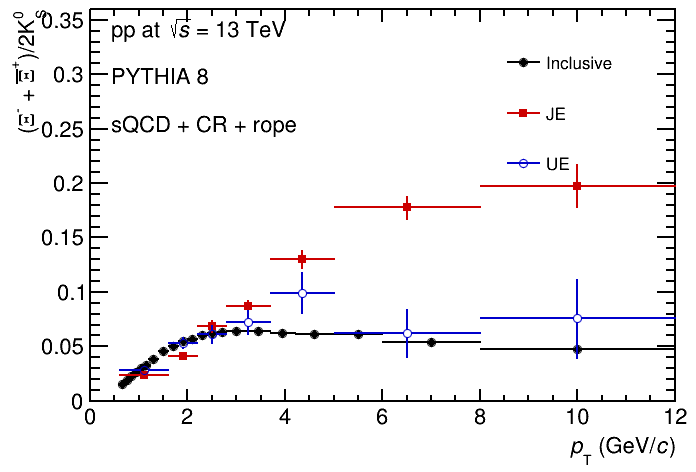 (Ξ⁻ + Ξ̅⁺)/2K⁰S
pp at √s = 13 TeV
PYTHIA 8
sQCD + CR + rope
Inclusive
JE
UE
0.35
0.3
0.25
0.2
0.15
0.1
0.05
0
0 2 4 6 8 10 12
pT (GeV/c)